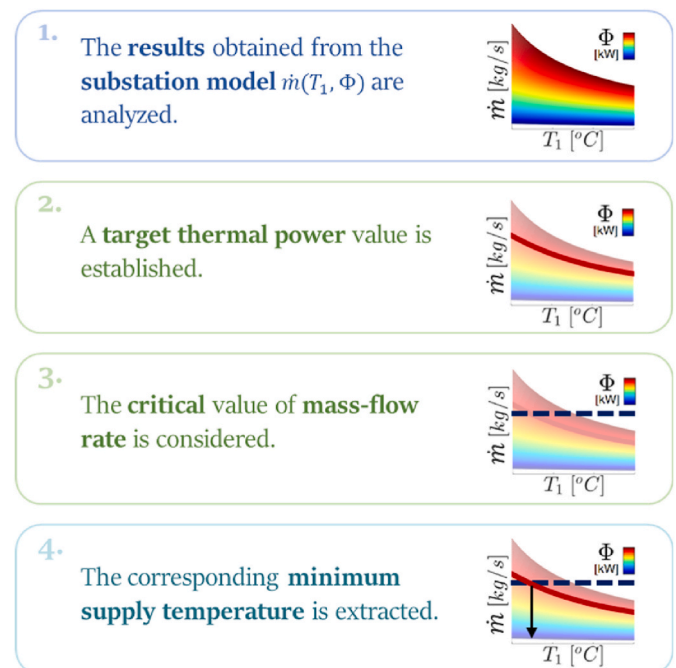 1.
The results obtained from the
substation model ṁ(T₁, Φ) are
analyzed.
ṁ [kg/s]
Φ
[kW]
T₁ [°C]
2.
A target thermal power value is
established.
ṁ [kg/s]
Φ
[kW]
T₁ [°C]
3.
The critical value of mass-flow
rate is considered.
ṁ [kg/s]
Φ
[kW]
T₁ [°C]
4.
The corresponding minimum
supply temperature is extracted.
ṁ [kg/s]
Φ
[kW]
T₁ [°C]